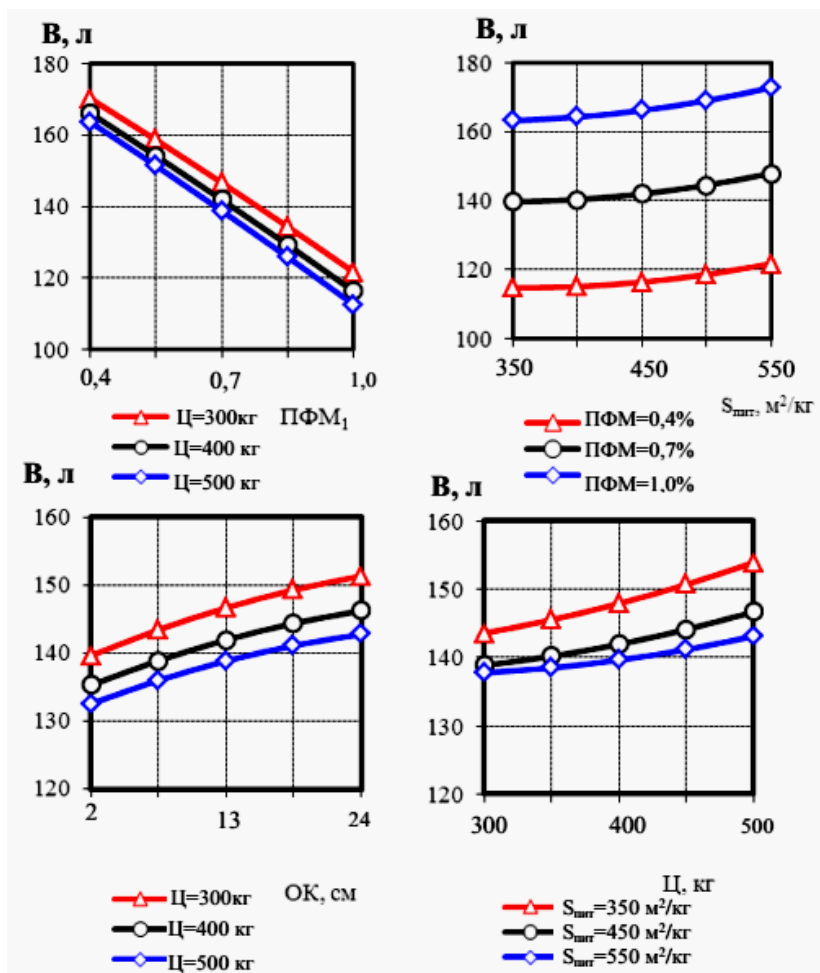 В, л
180
160
140
120
100
0,4
0,7
1,0
ПФМ1
Ц=300кг
Ц=400 кг
Ц=500 кг
В, л
180
160
140
120
100
350
450
550
Sпит, м²/кг
ПФМ=0,4%
ПФМ=0,7%
ПФМ=1,0%
В, л
160
150
140
130
120
2
13
24
ОК, см
Ц=300кг
Ц=400 кг
Ц=500 кг
В, л
160
150
140
130
120
300
400
500
Ц, кг
Sпит=350 м²/кг
Sпит=450 м²/кг
Sпит=550 м²/кг